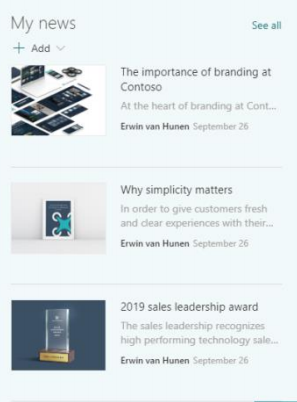 My news
See all
+ Add
The importance of branding at
Contoso
At the heart of branding at Cont...
Erwin van Hunen September 26
Why simplicity matters
In order to give customers fresh
and clear experiences with their...
Erwin van Hunen September 26
2019 sales leadership award
The sales leadership recognizes
high performing technology sale...
Erwin van Hunen September 26